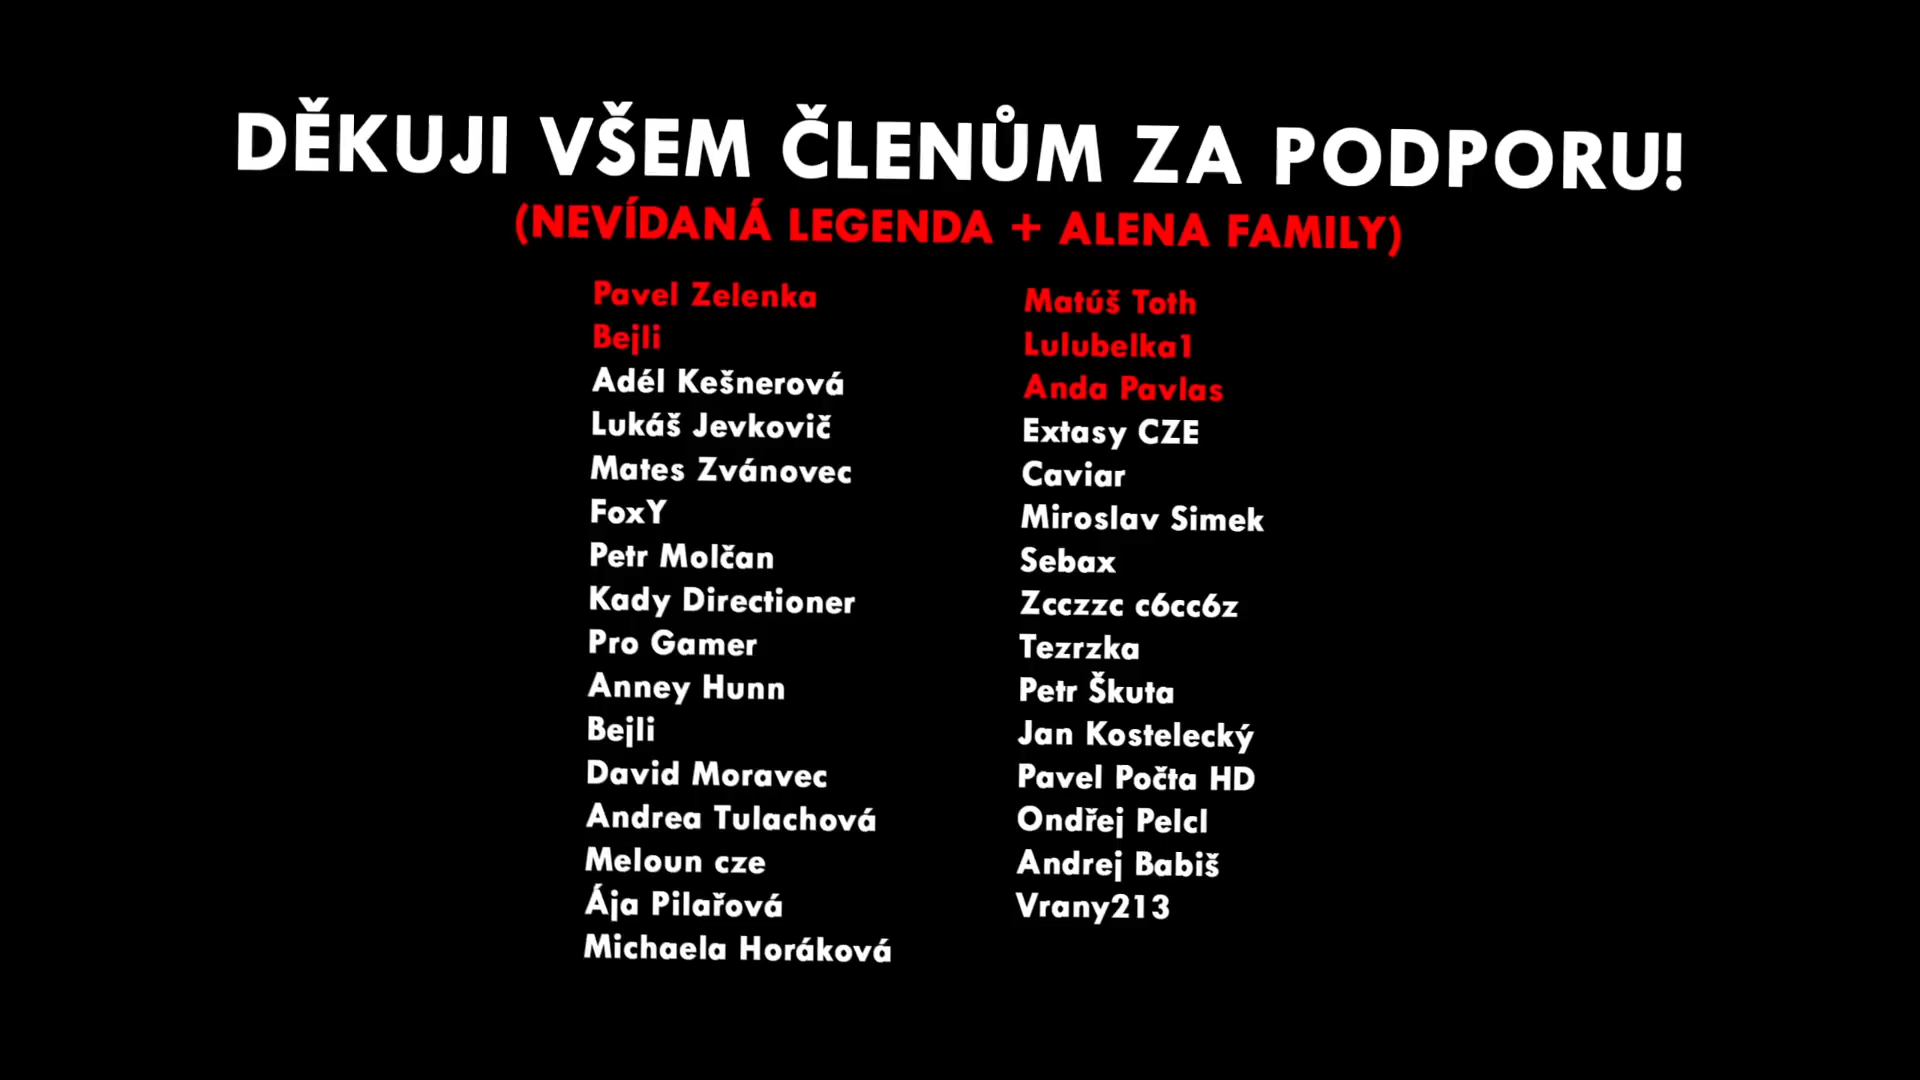 DĚKUJI VŠEM ČLENŮM ZA PODPORU!
(NEVÍDANÁ LEGENDA + ALENA FAMILY)
Pavel Zelenka
Bejli
Adél Kešnerová
Lukáš Jevkovič
Mates Zvánovec
FoxY
Petr Molčan
Kady Directioner
Pro Gamer
Anney Hunn
Bejli
David Moravec
Andrea Tulachová
Meloun cze
Ája Pilařová
Michaela Horáková
Matúš Toth
Lulubelka1
Anda Pavlas
Extasy CZE
Caviar
Miroslav Simek
Sebax
Zcczzc c6cc6z
Tezrzka
Petr Škuta
Jan Kostelecký
Pavel Počta HD
Ondřej Pelcl
Andrej Babiš
Vrany213